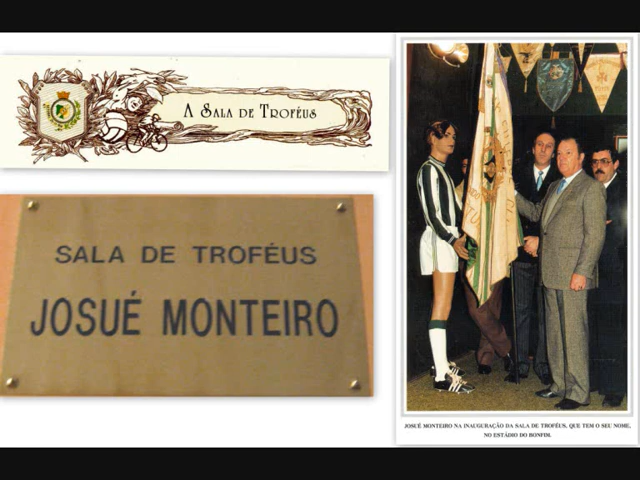 A SALA DE TROFÉUS
SALA DE TROFÉUS
JOSUÉ MONTEIRO
JOSUÉ MONTEIRO NA INAUGURAÇÃO DA SALA DE TROFÉUS, QUE TEM O SEU NOME,
NO ESTÁDIO DO BONFIM.